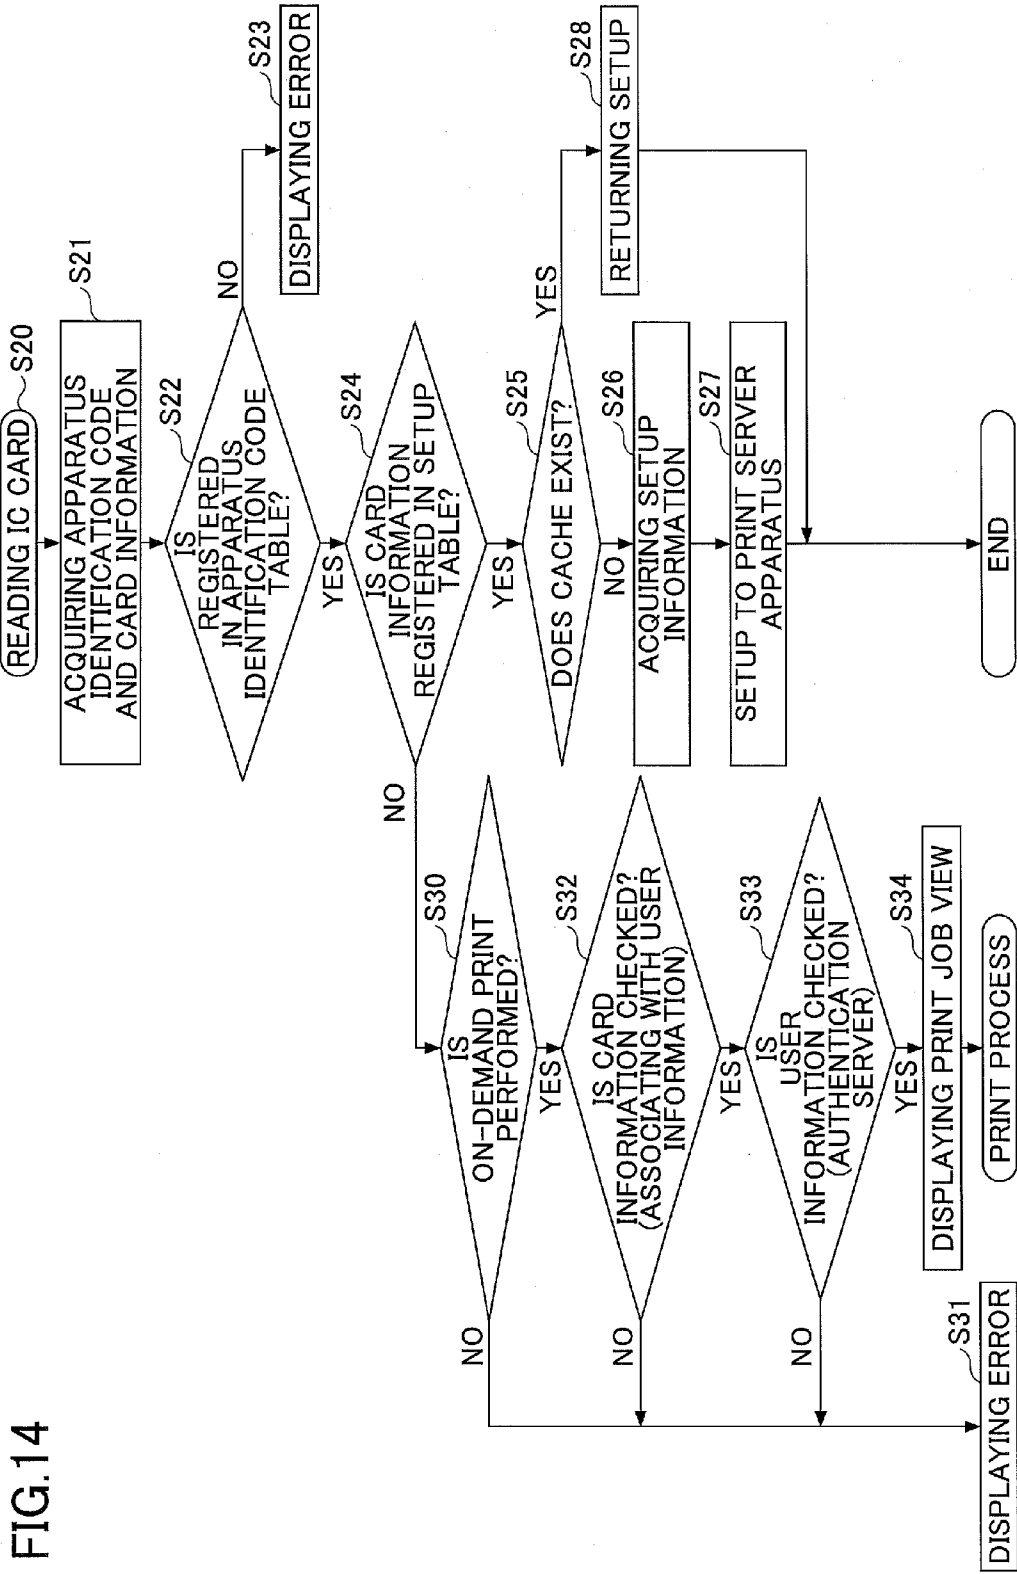 FIG.14
READING IC CARD
S20
ACQUIRING APPARATUS
IDENTIFICATION CODE
AND CARD INFORMATION
S21
IS
REGISTERED
IN APPARATUS
IDENTIFICATION CODE
TABLE?
S22
NO
YES
DISPLAYING ERROR
S23
IS CARD
INFORMATION
REGISTERED IN SETUP
TABLE?
S24
NO
YES
DOES CACHE EXIST?
S25
YES
NO
RETURNING SETUP
S28
ACQUIRING SETUP
INFORMATION
S26
SETUP TO PRINT SERVER
APPARATUS
S27
END
IS
ON-DEMAND PRINT
PERFORMED?
S30
NO
YES
IS CARD
INFORMATION CHECKED?
(ASSOCIATING WITH USER
INFORMATION)
S32
NO
YES
IS
USER
INFORMATION CHECKED?
(AUTHENTICATION
SERVER)
S33
NO
YES
DISPLAYING PRINT JOB VIEW
S34
PRINT PROCESS
DISPLAYING ERROR
S31